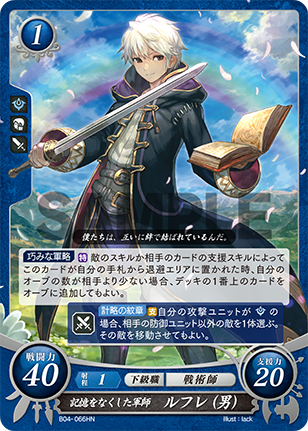 1
SAMPLE
僕たちは、互いに絆で結ばれているんだ。
巧みな軍略 特 敵のスキルか相手のカードの支援スキルによって
このカードが自分の手札から退避エリアに置かれた時、自分の
オーブの数が相手より少ない場合、デッキの1番上のカードを
オーブに追加してもよい。
計略の紋章 支 自分の攻撃ユニットが
の場合、相手の防御ユニット以外の敵を1体選ぶ。
その敵を移動させてもよい。
戦闘力 40
射程 1 下級職 戦術師
支援力 20
記憶をなくした軍師 ルフレ(男)
B04-066HN
Illust : lack